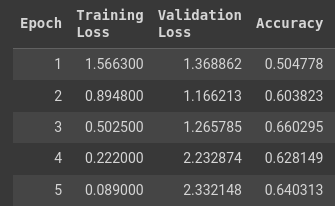 Epoch Training Loss Validation Loss Accuracy
1 1.566300 1.368862 0.504778
2 0.894800 1.166213 0.603823
3 0.502500 1.265785 0.660295
4 0.222000 2.232874 0.628149
5 0.089000 2.332148 0.640313